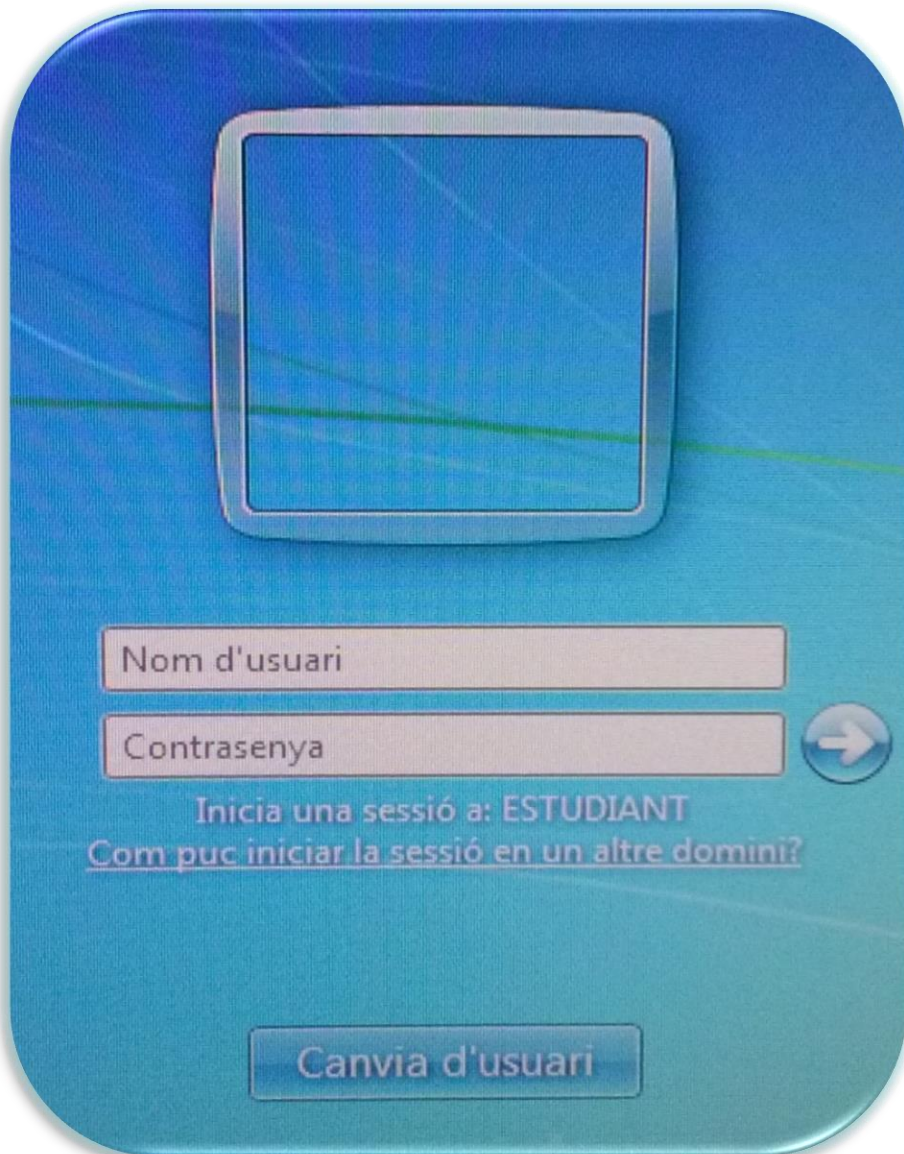 Nom d'usuari
Contrasenya
Inicia una sessió a: ESTUDIANT
Com puc iniciar la sessió en un altre domini?
Canvia d'usuari